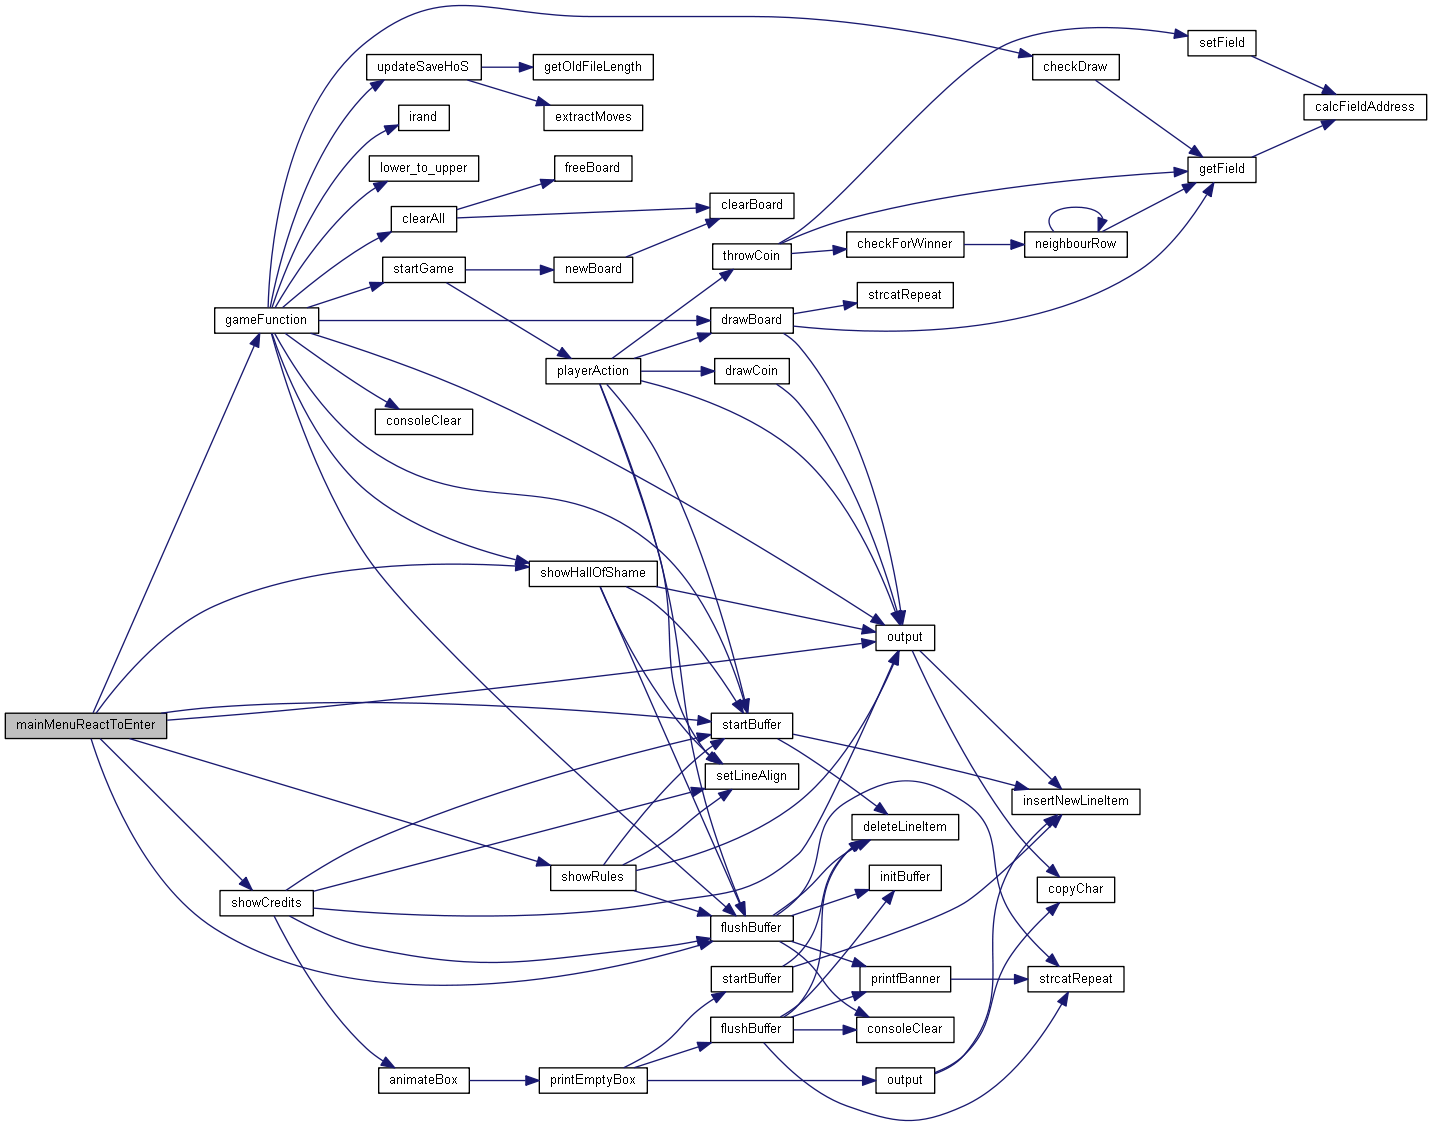 setField
updateSaveHoS
getOldFileLength
checkDraw
calcFieldAddress
irand
extractMoves
lower_to_upper
freeBoard
getField
clearAll
clearBoard
neighbourRow
checkForWinner
throwCoin
startGame
newBoard
strcatRepeat
gameFunction
drawBoard
playerAction
drawCoin
consoleClear
showHallOfShame
output
mainMenuReactToEnter
startBuffer
setLineAlign
insertNewLineItem
deleteLineItem
showRules
initBuffer
copyChar
showCredits
flushBuffer
startBuffer
printfBanner
strcatRepeat
flushBuffer
consoleClear
animateBox
printEmptyBox
output